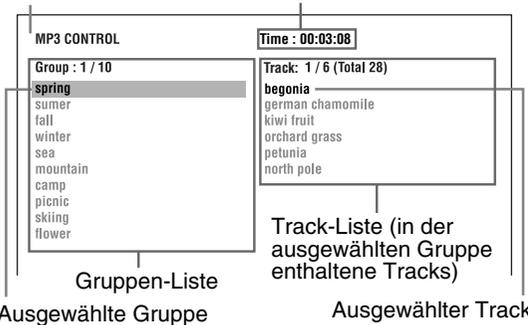 MP3 CONTROL
Time : 00:03:08
Group : 1 / 10
spring
sumer
fall
winter
sea
mountain
camp
picnic
skiing
flower
Track: 1 / 6 (Total 28)
begonia
german chamomile
kiwi fruit
orchard grass
petunia
north pole
Track-Liste (in der
ausgewählten Gruppe
enthaltene Tracks)
Gruppen-Liste
Ausgewählte Gruppe
Ausgewählter Track